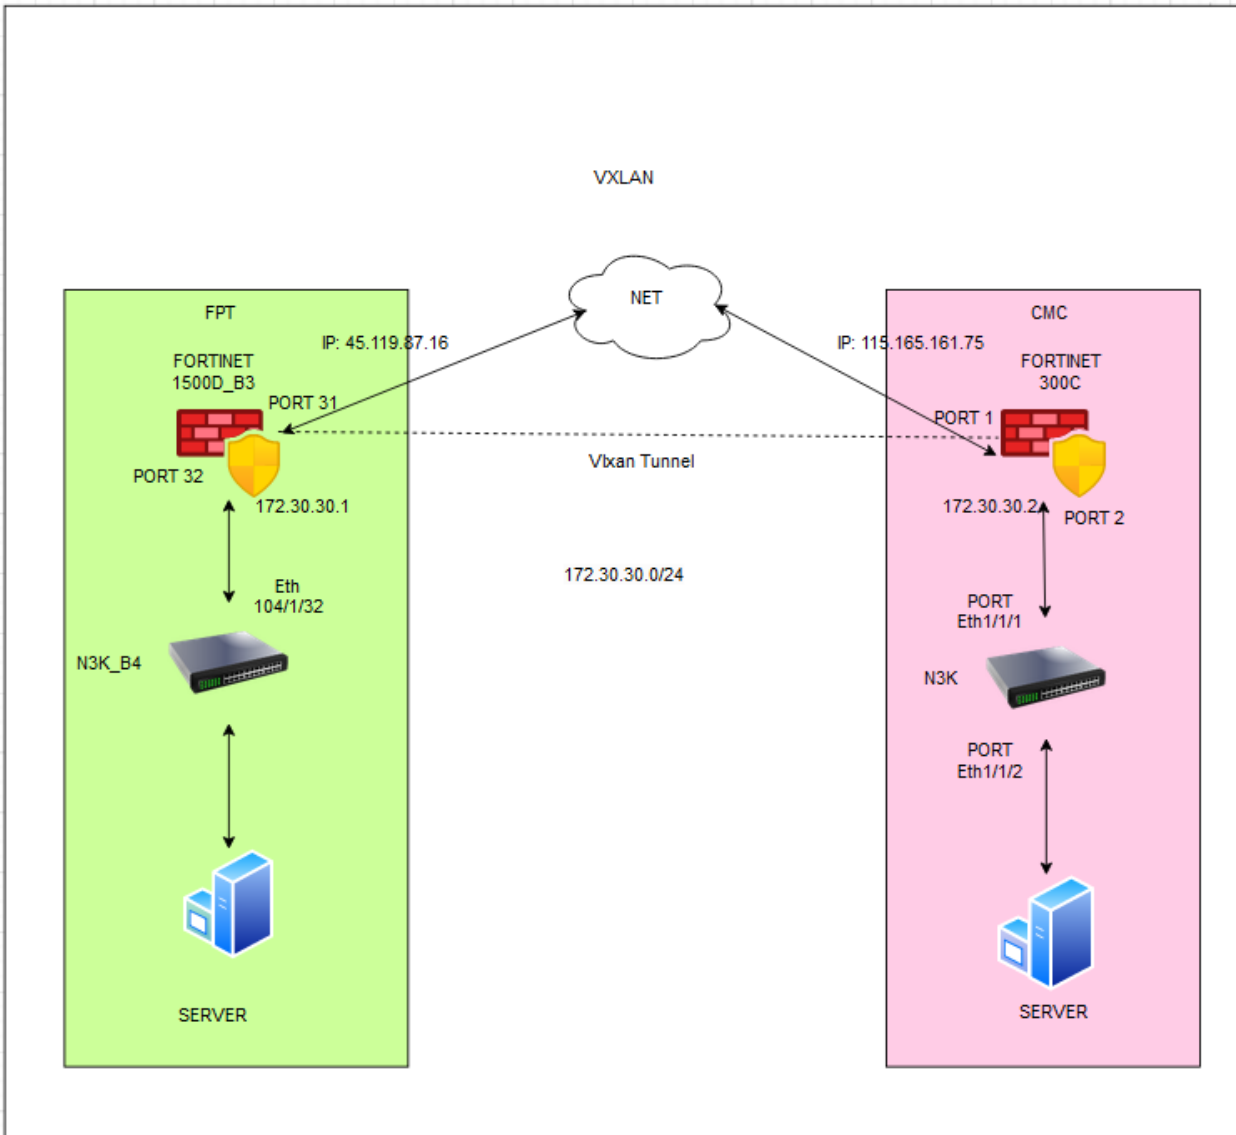 VXLAN
NET
FPT
IP: 45.119.87.16
FORTINET
1500D_B3
PORT 31
PORT 32
172.30.30.1
Eth
104/1/32
N3K_B4
SERVER
Vlxan Tunnel
172.30.30.0/24
CMC
IP: 115.165.161.75
FORTINET
300C
PORT 1
172.30.30.2
PORT 2
PORT
Eth1/1/1
N3K
PORT
Eth1/1/2
SERVER